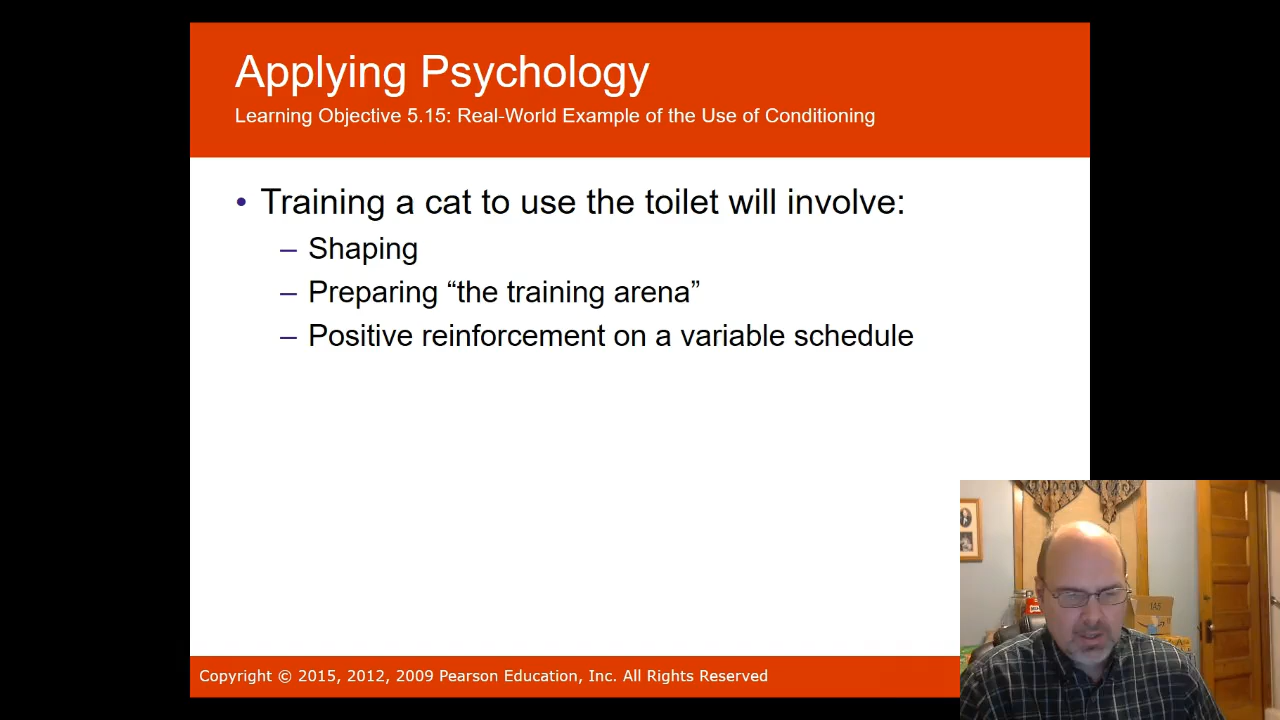 Applying Psychology
Learning Objective 5.15: Real-World Example of the Use of Conditioning
• Training a cat to use the toilet will involve:
– Shaping
– Preparing “the training arena”
– Positive reinforcement on a variable schedule
Copyright © 2015, 2012, 2009 Pearson Education, Inc. All Rights Reserved